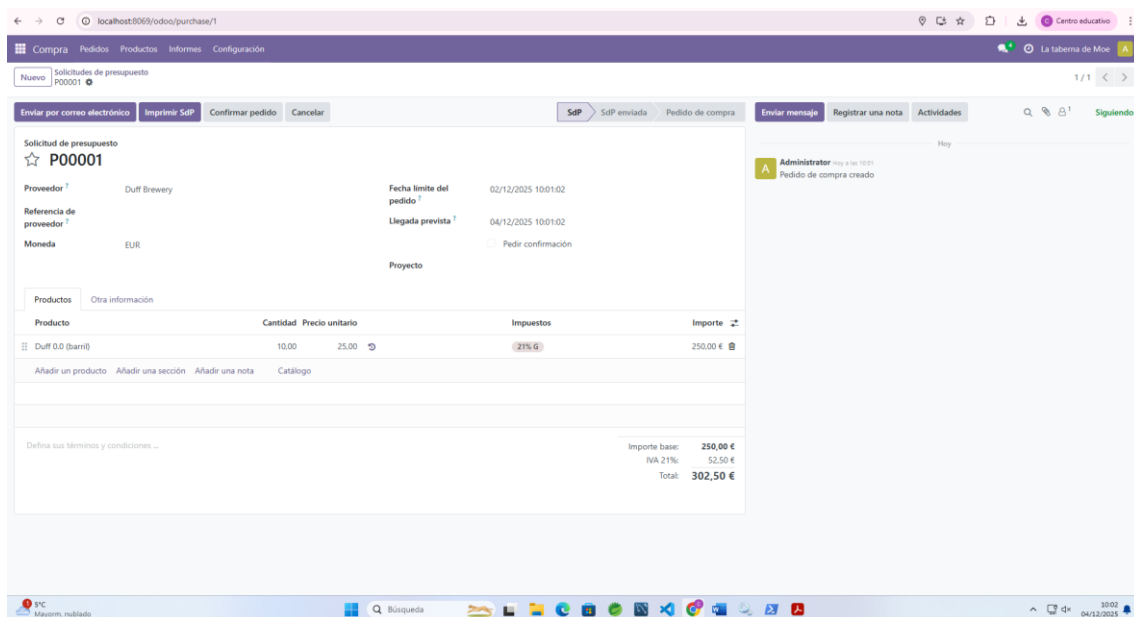 localhost:8069/odoo/purchase/1
C Centro educativo
Compra Pedidos Productos Informes Configuración
4 La taberna de Moe A
Nuevo Solicitudes de presupuesto
P00001
1 / 1
Enviar por correo electrónico Imprimir SdP Confirmar pedido Cancelar
SdP SdP enviada Pedido de compra
Enviar mensaje Registrar una nota Actividades 1 Siguiendo
Hoy
A Administrator Hoy a las 10:01
Pedido de compra creado
Solicitud de presupuesto
P00001
Proveedor ? Duff Brewery
Referencia de
proveedor ?
Moneda EUR
Fecha límite del
pedido ? 02/12/2025 10:01:02
Llegada prevista ? 04/12/2025 10:01:02
Pedir confirmación
Proyecto
Productos Otra información
Producto Cantidad Precio unitario Impuestos Importe
Duff 0.0 (barril) 10,00 25,00 21% G 250,00 €
Añadir un producto Añadir una sección Añadir una nota Catálogo
Defina sus términos y condiciones ...
Importe base: 250,00 €
IVA 21%: 52,50 €
Total: 302,50 €
1 5°C
Mayorm. nublado
Búsqueda
10:02
04/12/2025